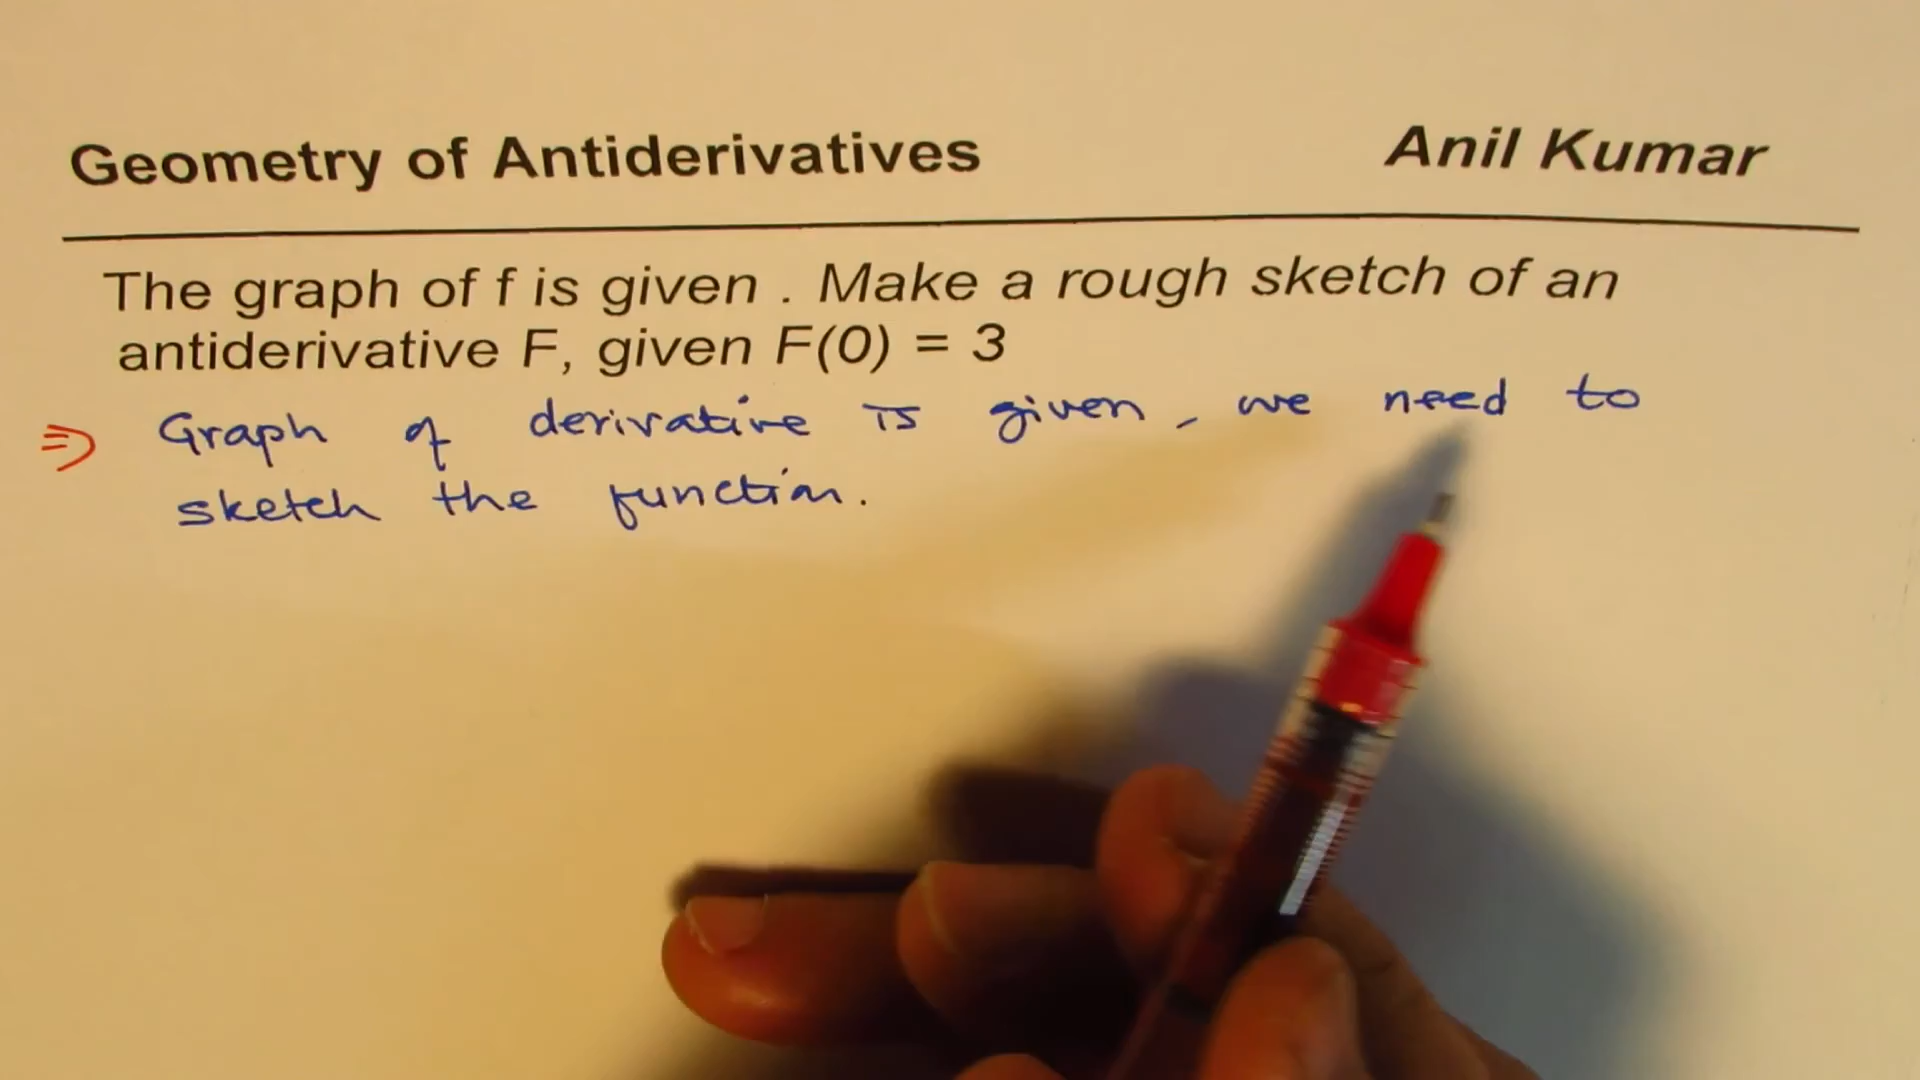 Geometry of Antiderivatives
Anil Kumar
The graph of f is given . Make a rough sketch of an
antiderivative F, given F(0) = 3
⇒ Graph of derivative is given, we need to
sketch the function.